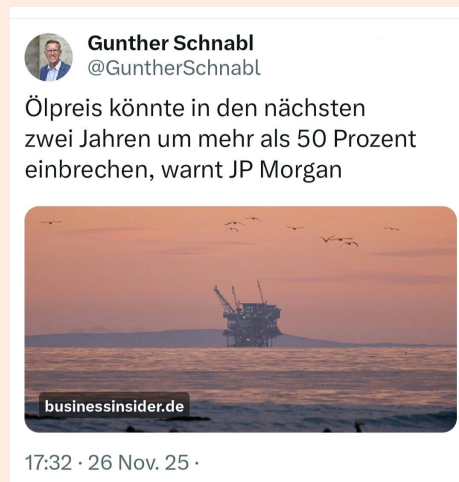 Gunther Schnabl
@GuntherSchnabl
Ölpreis könnte in den nächsten
zwei Jahren um mehr als 50 Prozent
einbrechen, warnt JP Morgan
businessinsider.de
17:32 · 26 Nov. 25 ·